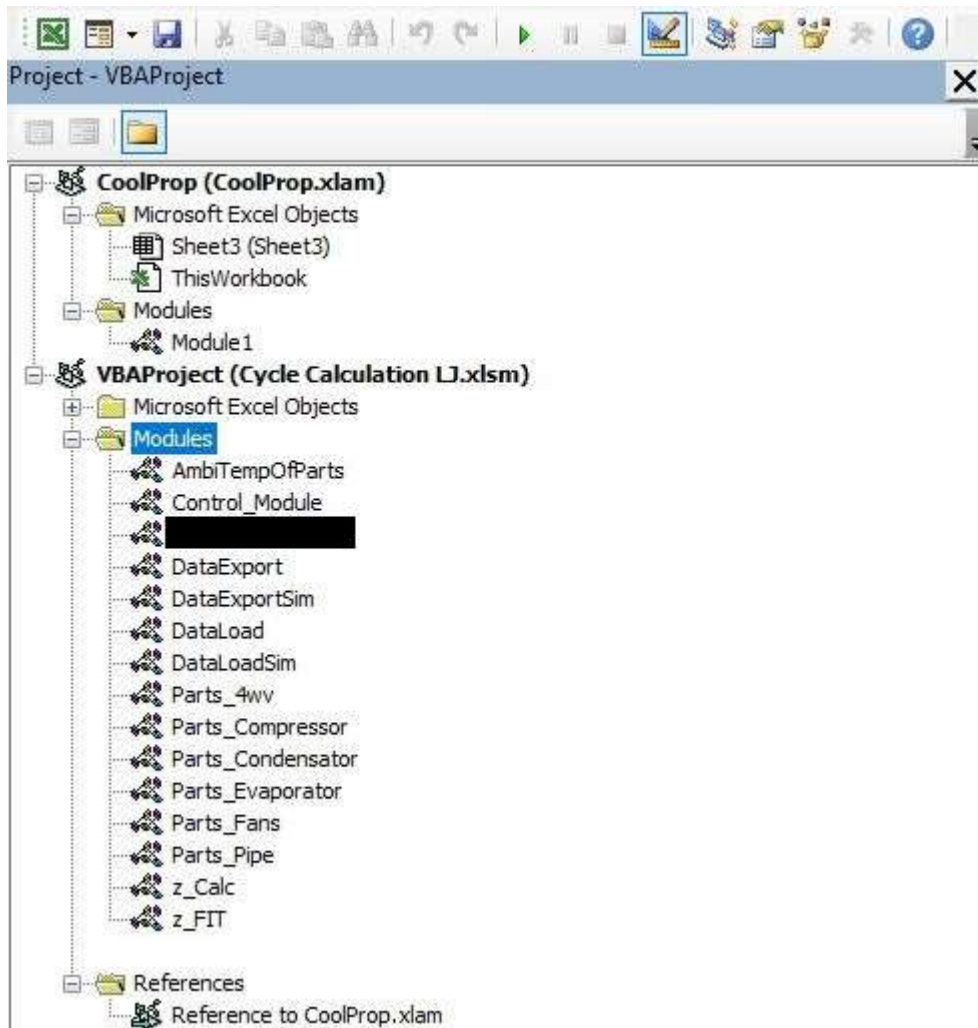 Project - VBAProject
CoolProp (CoolProp.xlam)
Microsoft Excel Objects
Sheet3 (Sheet3)
ThisWorkbook
Modules
Module1
VBAProject (Cycle Calculation LJ.xlsm)
Microsoft Excel Objects
Modules
AmbiTempOfParts
Control_Module
DataExport
DataExportSim
DataLoad
DataLoadSim
Parts_4wv
Parts_Compressor
Parts_Condensator
Parts_Evaporator
Parts_Fans
Parts_Pipe
z_Calc
z_FIT
References
Reference to CoolProp.xlam